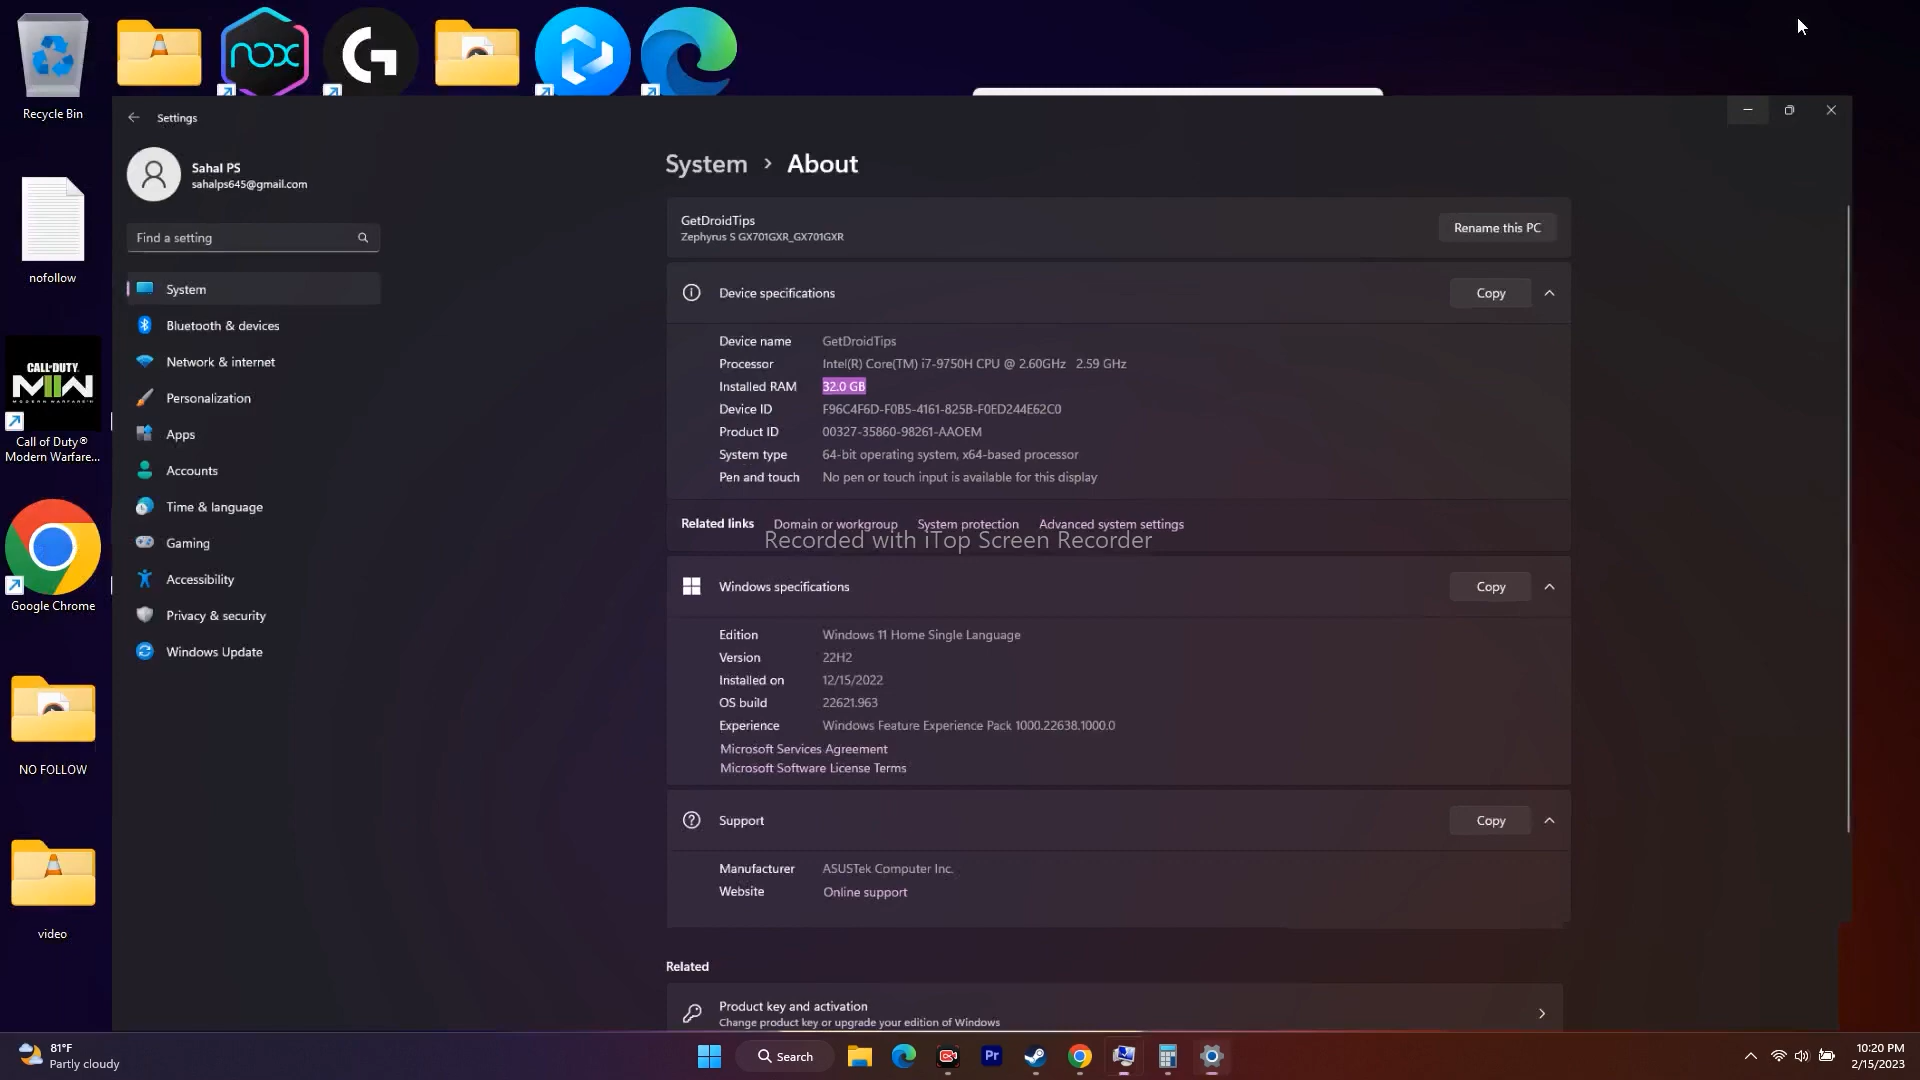 Recycle Bin
nox
nofollow
CALL OF DUTY
MWII
Call of Duty®
Modern Warfare...
Google Chrome
NO FOLLOW
video
Settings
Sahal PS
sahalps645@gmail.com
Find a setting
System
Bluetooth & devices
Network & internet
Personalization
Apps
Accounts
Time & language
Gaming
Accessibility
Privacy & security
Windows Update
System > About
GetDroidTips
Zephyrus S GX701GXR_GX701GXR
Rename this PC
Device specifications
Copy
Device name GetDroidTips
Processor Intel(R) Core(TM) i7-9750H CPU @ 2.60GHz 2.59 GHz
Installed RAM 32.0 GB
Device ID F96C4F6D-F0B5-4161-825B-F0ED244E62C0
Product ID 00327-35860-98261-AAOEM
System type 64-bit operating system, x64-based processor
Pen and touch No pen or touch input is available for this display
Related links Domain or workgroup System protection Advanced system settings
Recorded with iTop Screen Recorder
Windows specifications
Copy
Edition Windows 11 Home Single Language
Version 22H2
Installed on 12/15/2022
OS build 22621.963
Experience Windows Feature Experience Pack 1000.22638.1000.0
Microsoft Services Agreement
Microsoft Software License Terms
Support
Copy
Manufacturer ASUSTek Computer Inc.
Website Online support
Related
Product key and activation
Change product key or upgrade your edition of Windows
81°F
Partly cloudy
Search
Pr
10:20 PM
2/15/2023